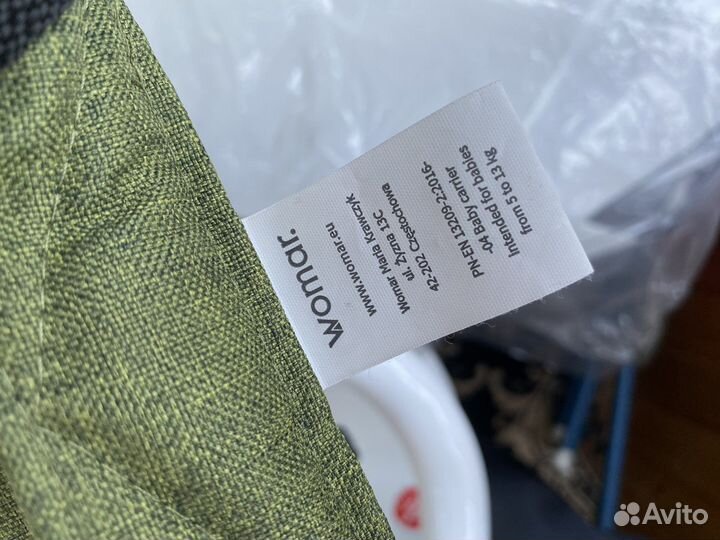 womar.
www.womar.eu
Womar Maria Krawczyk
ul. Żyzna 13C
42-202 Częstochowa
PN-EN 13209-2:2016-
-04 Baby carrier
Intended for babies
from 5 to 13 kg
Avito